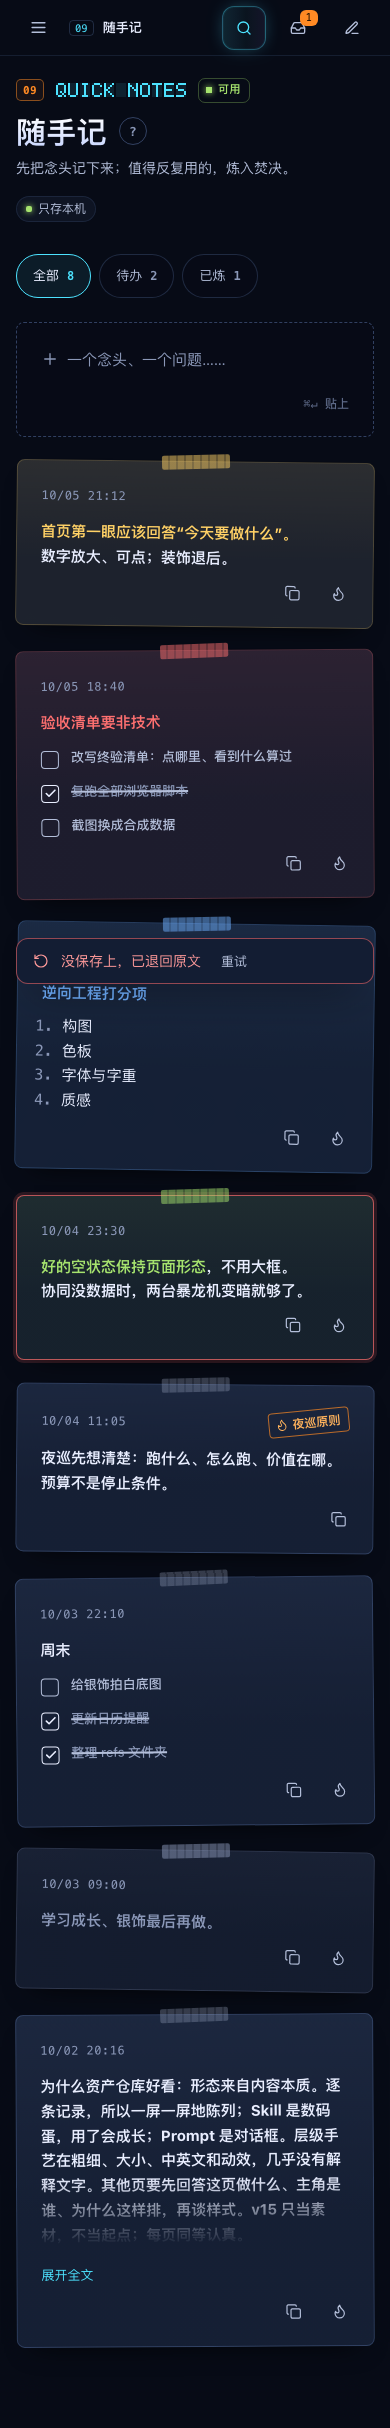 09 随手记
1
09 QUICK NOTES 可用
随手记 ?
先把念头记下来；值得反复用的，炼入焚决。
只存本机
全部 8 待办 2 已炼 1
一个念头、一个问题……
⌘↵ 贴上
10/05 21:12
首页第一眼应该回答“今天要做什么”。
数字放大、可点；装饰退后。
10/05 18:40
验收清单要非技术
改写终验清单：点哪里、看到什么算过
复跑全部浏览器脚本
截图换成合成数据
没保存上，已退回原文 重试
逆向工程打分项
1. 构图
2. 色板
3. 字体与字重
4. 质感
10/04 23:30
好的空状态保持页面形态，不用大框。
协同没数据时，两台暴龙机变暗就够了。
10/04 11:05
夜巡原则
夜巡先想清楚：跑什么、怎么跑、价值在哪。
预算不是停止条件。
10/03 22:10
周末
给银饰拍白底图
更新日历提醒
整理 refs 文件夹
10/03 09:00
学习成长、银饰最后再做。
10/02 20:16
为什么资产仓库好看：形态来自内容本质。逐
条记录，所以一屏一屏地陈列；Skill 是数码
蛋，用了会成长；Prompt 是对话框。层级手
艺在粗细、大小、中英文和动效，几乎没有解
释文字。其他页要先回答这页做什么、主角是
谁、为什么这样排，再谈样式。v15 只当素
材，不当起点；每页同等认真。
展开全文